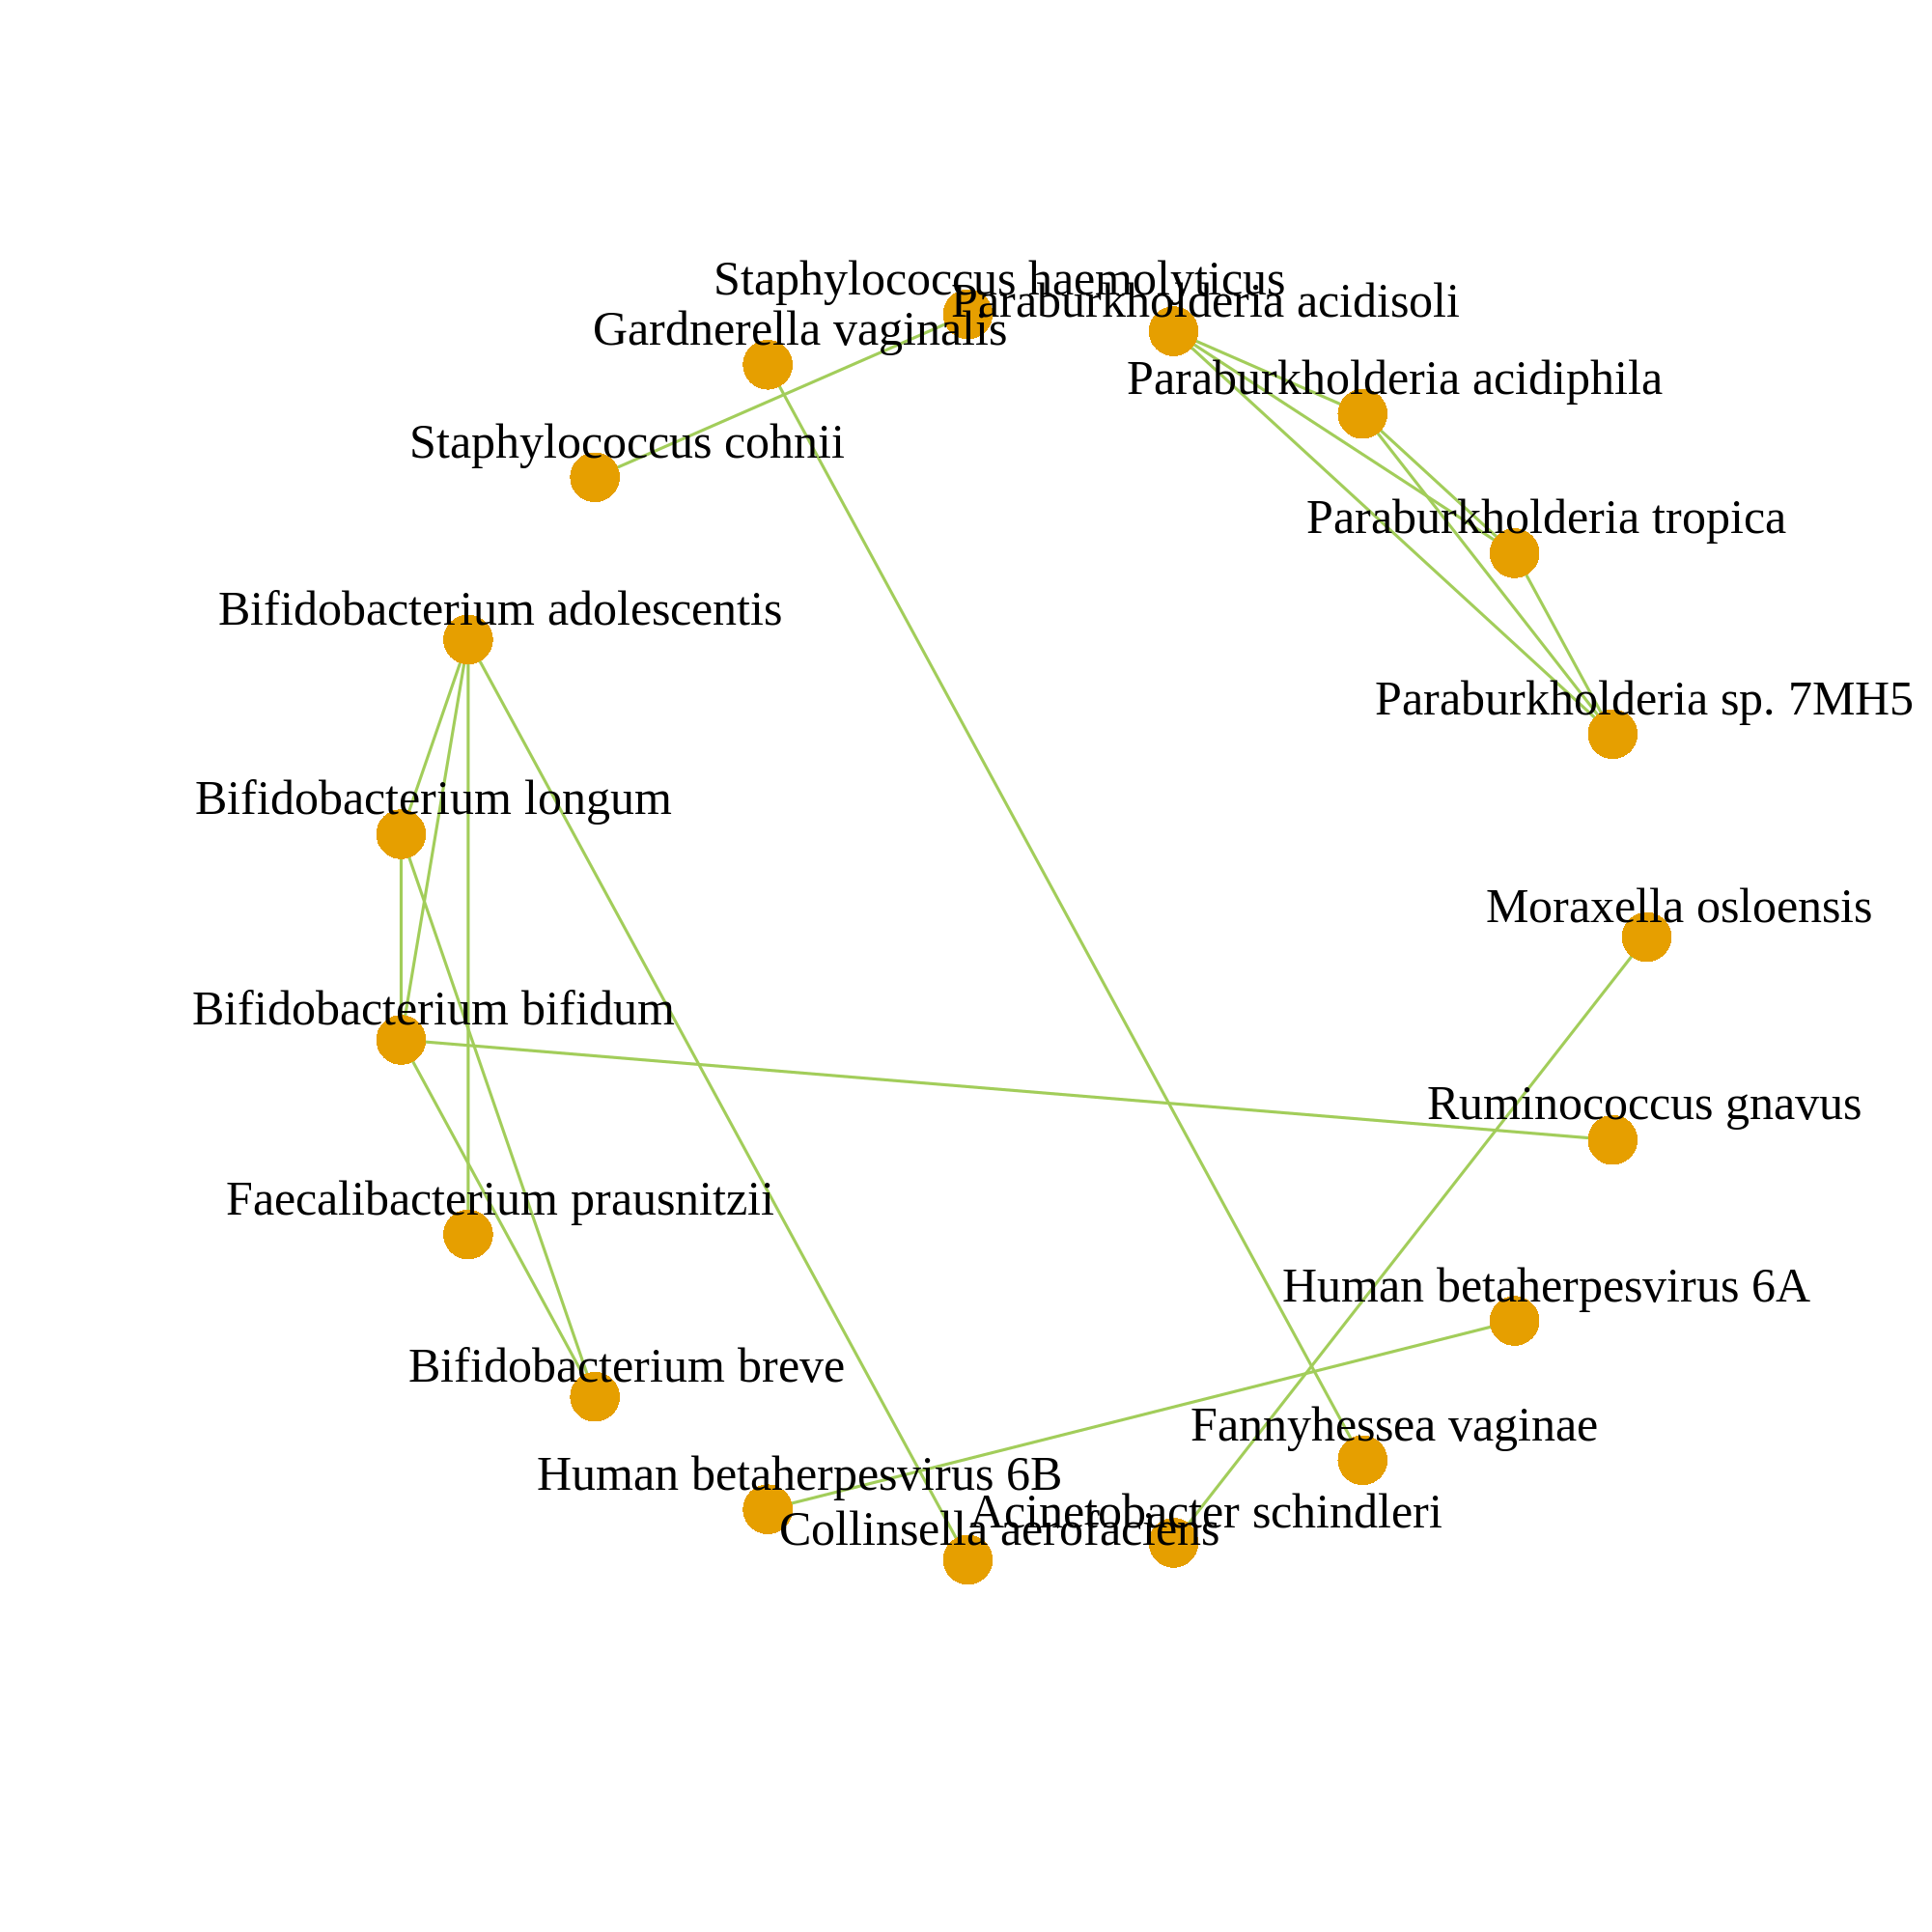 Staphylococcus haemolyticus
Paraburkholderia acidisoli
Gardnerella vaginalis
Paraburkholderia acidiphila
Staphylococcus cohnii
Paraburkholderia tropica
Bifidobacterium adolescentis
Paraburkholderia sp. 7MH5
Bifidobacterium longum
Moraxella osloensis
Bifidobacterium bifidum
Ruminococcus gnavus
Faecalibacterium prausnitzii
Human betaherpesvirus 6A
Bifidobacterium breve
Fannyhessea vaginae
Human betaherpesvirus 6B
Acinetobacter schindleri
Collinsella aerofaciens